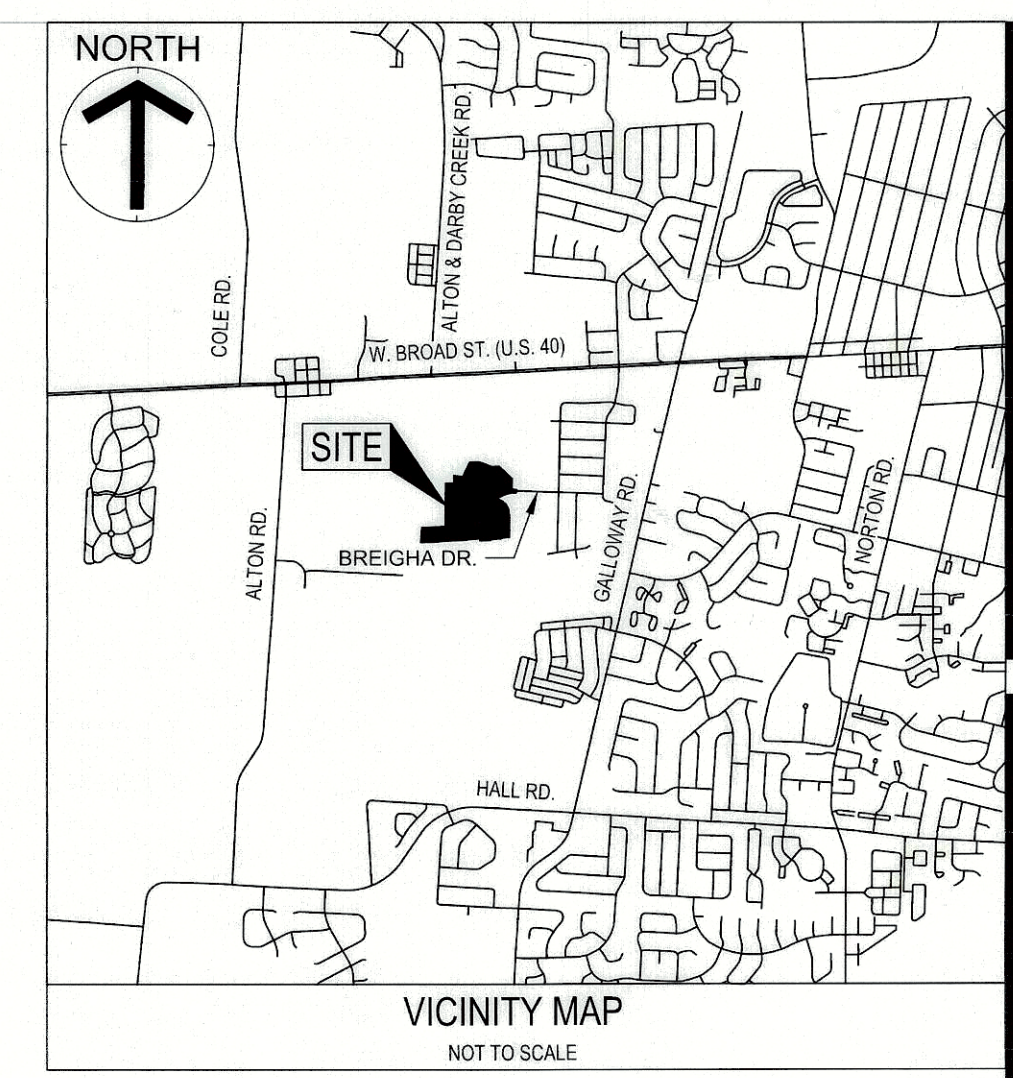 NORTH
ALTON & DARBY CREEK RD.
COLE RD.
W. BROAD ST. (U.S. 40)
SITE
NORTON RD.
GALLOWAY RD.
ALTON RD.
BREIGHA DR.
HALL RD.
VICINITY MAP
NOT TO SCALE